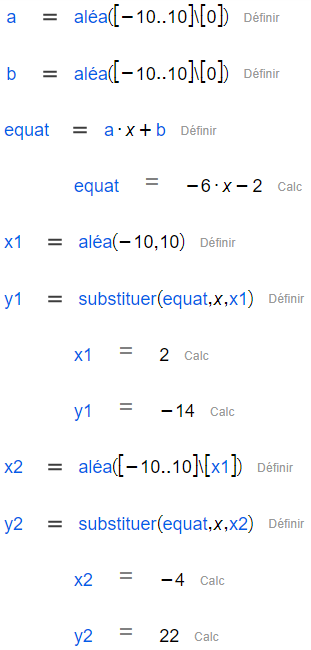 a = aléa([−10..10]\[0]) Définir
b = aléa([−10..10]\[0]) Définir
equat = a·x+b Définir
equat = −6·x−2 Calc
x1 = aléa(−10,10) Définir
y1 = substituer(equat,x,x1) Définir
x1 = 2 Calc
y1 = −14 Calc
x2 = aléa([−10..10]\[x1]) Définir
y2 = substituer(equat,x,x2) Définir
x2 = −4 Calc
y2 = 22 Calc